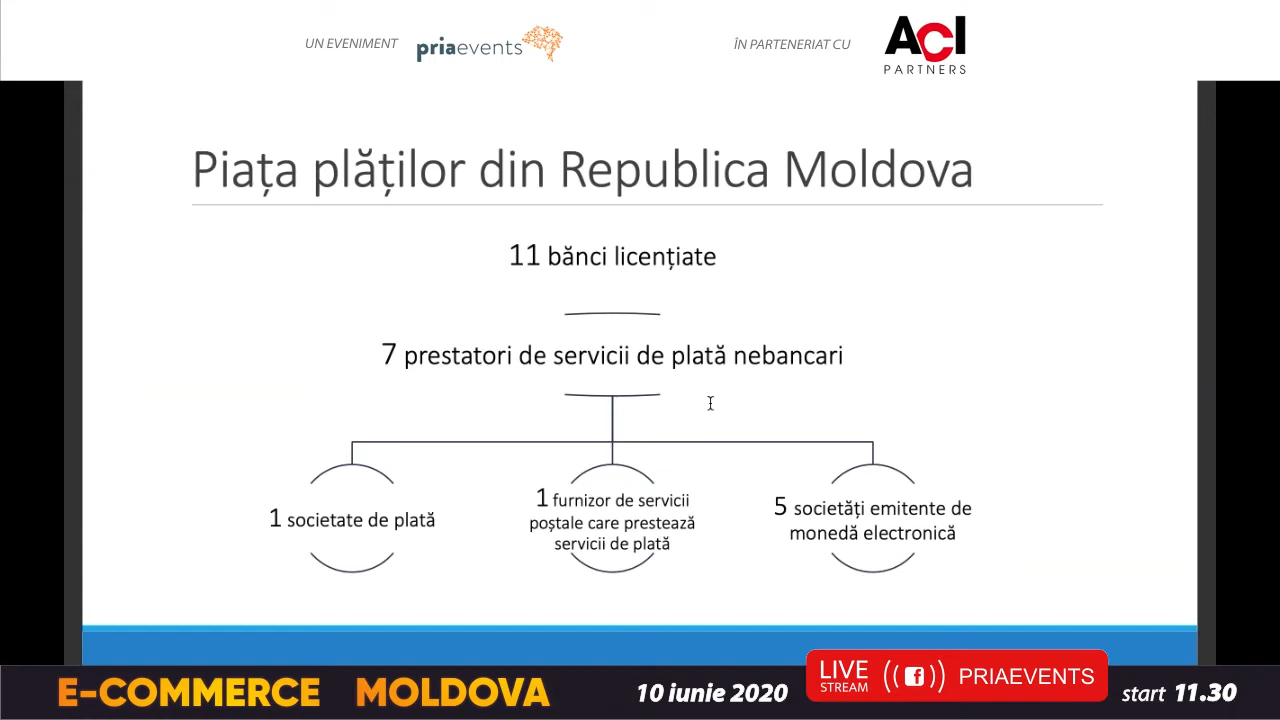 UN EVENIMENT
priaevents
ÎN PARTENERIAT CU
ACI
PARTNERS
Piața plăților din Republica Moldova
11 bănci licențiate
7 prestatori de servicii de plată nebancari
1 societate de plată
1 furnizor de servicii
poștale care prestează
servicii de plată
5 societăți emitente de
monedă electronică
E-COMMERCE MOLDOVA
10 iunie 2020
LIVE
STREAM
PRIAEVENTS
start 11.30